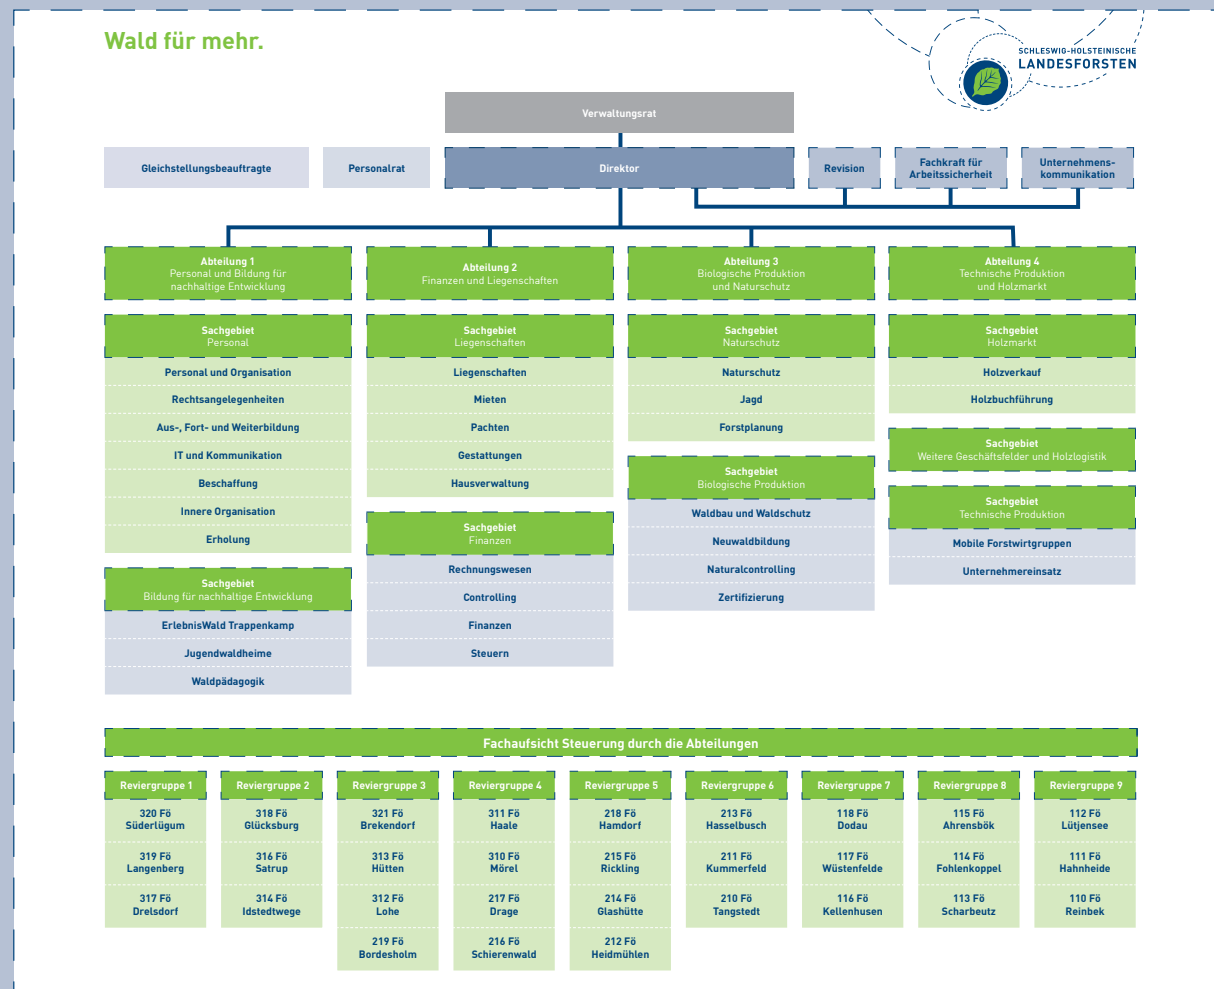 Wald für mehr.
SCHLESWIG-HOLSTEINISCHE
LANDESFORSTEN
Verwaltungsrat
Gleichstellungsbeauftragte
Personalrat
Direktor
Revision
Fachkraft für
Arbeitssicherheit
Unternehmens-
kommunikation
Abteilung 1
Personal und Bildung für
nachhaltige Entwicklung
Sachgebiet
Personal
Personal und Organisation
Rechtsangelegenheiten
Aus-, Fort- und Weiterbildung
IT und Kommunikation
Beschaffung
Innere Organisation
Erholung
Sachgebiet
Bildung für nachhaltige Entwicklung
ErlebnisWald Trappenkamp
Jugendwaldheime
Waldpädagogik
Abteilung 2
Finanzen und Liegenschaften
Sachgebiet
Liegenschaften
Liegenschaften
Mieten
Pachten
Gestattungen
Hausverwaltung
Sachgebiet
Finanzen
Rechnungswesen
Controlling
Finanzen
Steuern
Abteilung 3
Biologische Produktion
und Naturschutz
Sachgebiet
Naturschutz
Naturschutz
Jagd
Forstplanung
Sachgebiet
Biologische Produktion
Waldbau und Waldschutz
Neuwaldbildung
Naturalcontrolling
Zertifizierung
Abteilung 4
Technische Produktion
und Holzmarkt
Sachgebiet
Holzmarkt
Holzverkauf
Holzbuchführung
Sachgebiet
Weitere Geschäftsfelder und Holzlogistik
Sachgebiet
Technische Produktion
Mobile Forstwirtgruppen
Unternehmereinsatz
Fachaufsicht Steuerung durch die Abteilungen
Reviergruppe 1
320 Fö
Süderlügum
319 Fö
Langenberg
317 Fö
Drelsdorf
Reviergruppe 2
318 Fö
Glücksburg
316 Fö
Satrup
314 Fö
Idstedtwege
Reviergruppe 3
321 Fö
Brekendorf
313 Fö
Hütten
312 Fö
Lohe
219 Fö
Bordesholm
Reviergruppe 4
311 Fö
Haale
310 Fö
Mörel
217 Fö
Drage
216 Fö
Schierenwald
Reviergruppe 5
218 Fö
Hamdorf
215 Fö
Rickling
214 Fö
Glashütte
212 Fö
Heidmühlen
Reviergruppe 6
213 Fö
Hasselbusch
211 Fö
Kummerfeld
210 Fö
Tangstedt
Reviergruppe 7
118 Fö
Dodau
117 Fö
Wüstenfelde
116 Fö
Kellenhusen
Reviergruppe 8
115 Fö
Ahrensbök
114 Fö
Fohlenkoppel
113 Fö
Scharbeutz
Reviergruppe 9
112 Fö
Lütjensee
111 Fö
Hahnheide
110 Fö
Reinbek